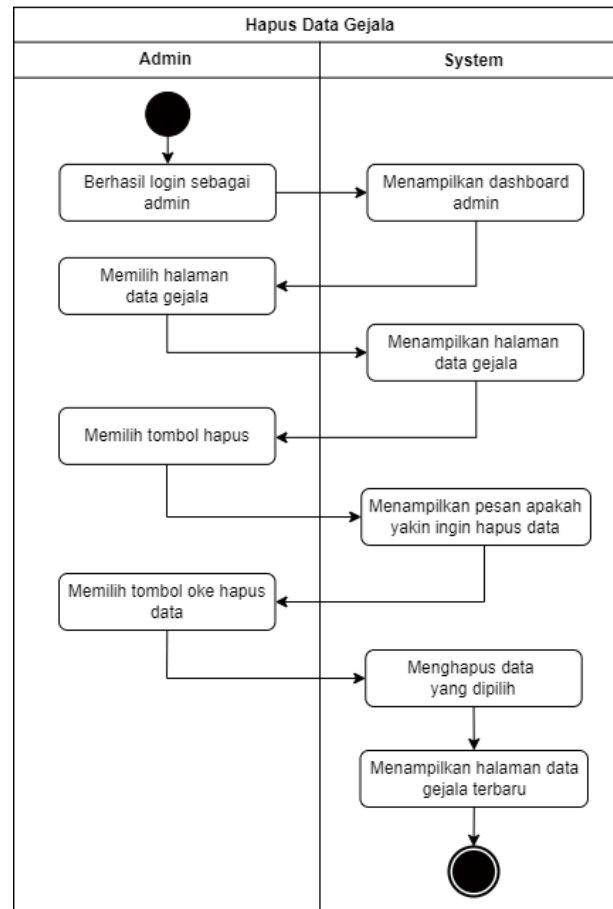 Hapus Data Gejala
Admin
System
Berhasil login sebagai
admin
Menampilkan dashboard
admin
Memilih halaman
data gejala
Menampilkan halaman
data gejala
Memilih tombol hapus
Menampilkan pesan apakah
yakin ingin hapus data
Memilih tombol oke hapus
data
Menghapus data
yang dipilih
Menampilkan halaman data
gejala terbaru